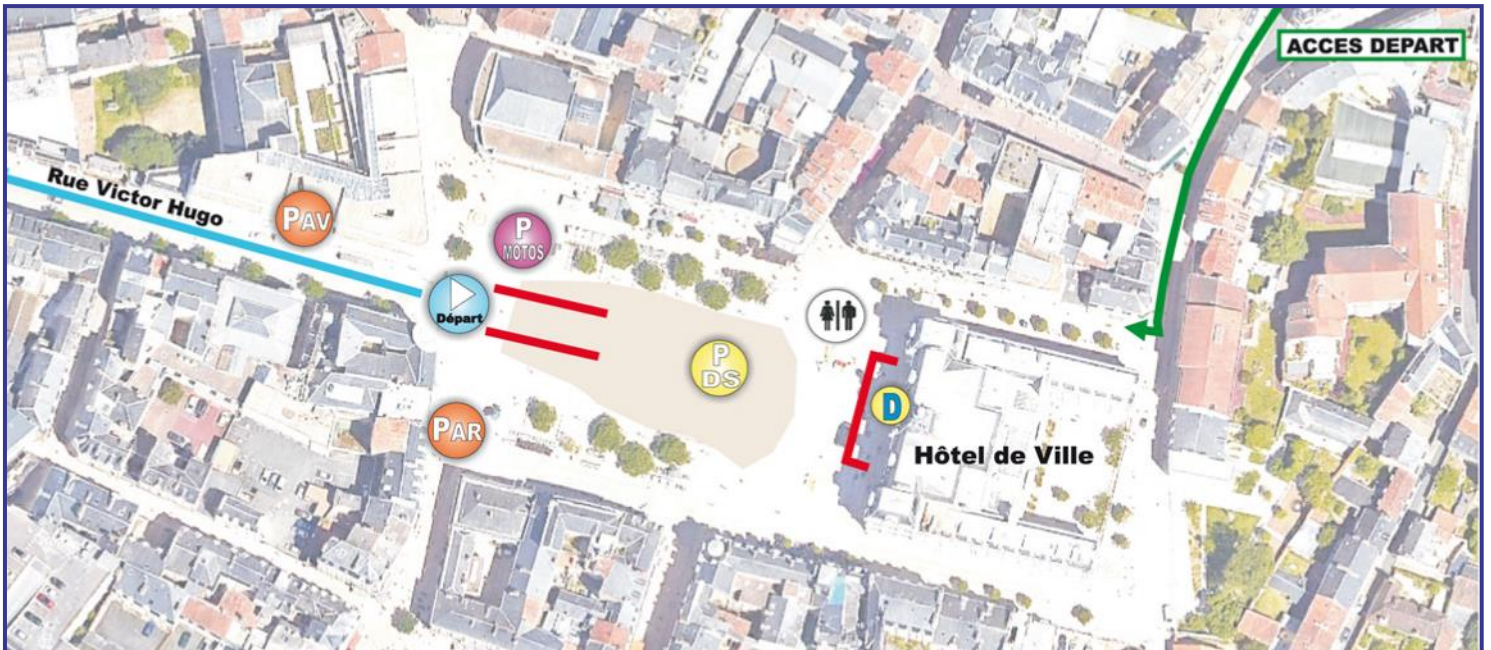 ACCES DEPART
Rue Victor Hugo
PAV
P
MOTOS
Départ
P
DS
D
PAR
Hôtel de Ville